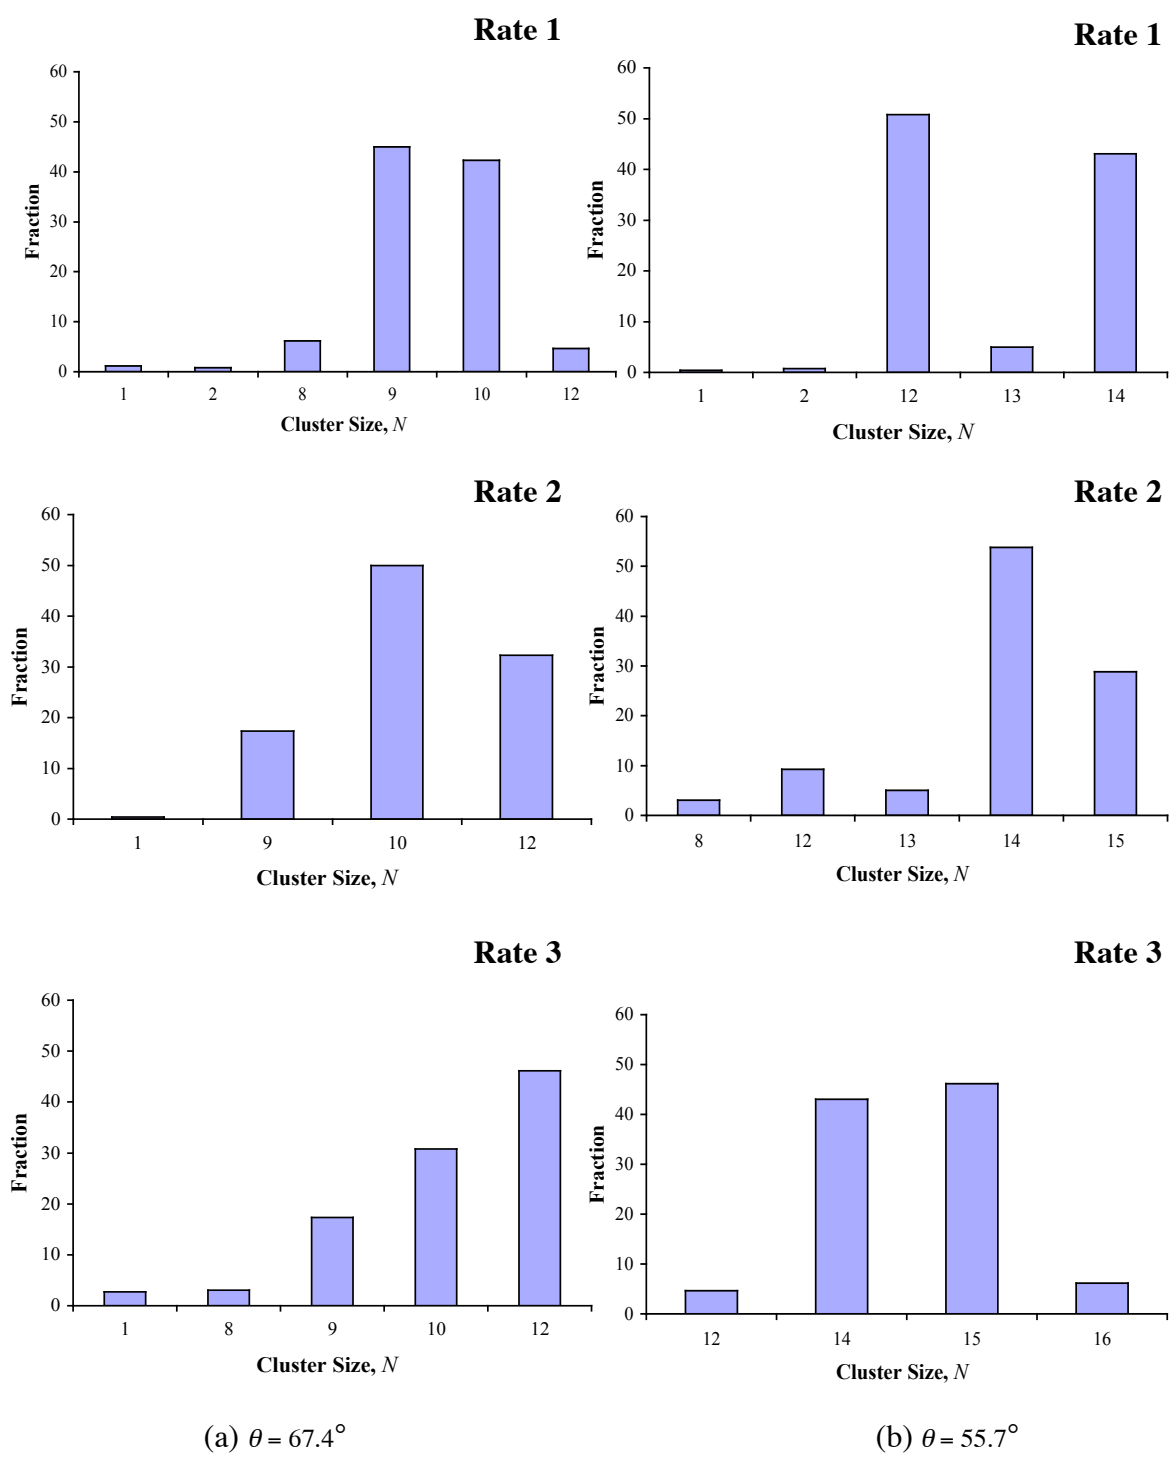 Rate 1
60
50
40
30
20
10
0
Fraction
1 2 8 9 10 12
Cluster Size, N
Rate 1
60
50
40
30
20
10
0
Fraction
1 2 12 13 14
Cluster Size, N
Rate 2
60
50
40
30
20
10
0
Fraction
1 9 10 12
Cluster Size, N
Rate 2
60
50
40
30
20
10
0
Fraction
8 12 13 14 15
Cluster Size, N
Rate 3
60
50
40
30
20
10
0
Fraction
1 8 9 10 12
Cluster Size, N
Rate 3
60
50
40
30
20
10
0
Fraction
12 14 15 16
Cluster Size, N
(a) θ = 67.4°
(b) θ = 55.7°